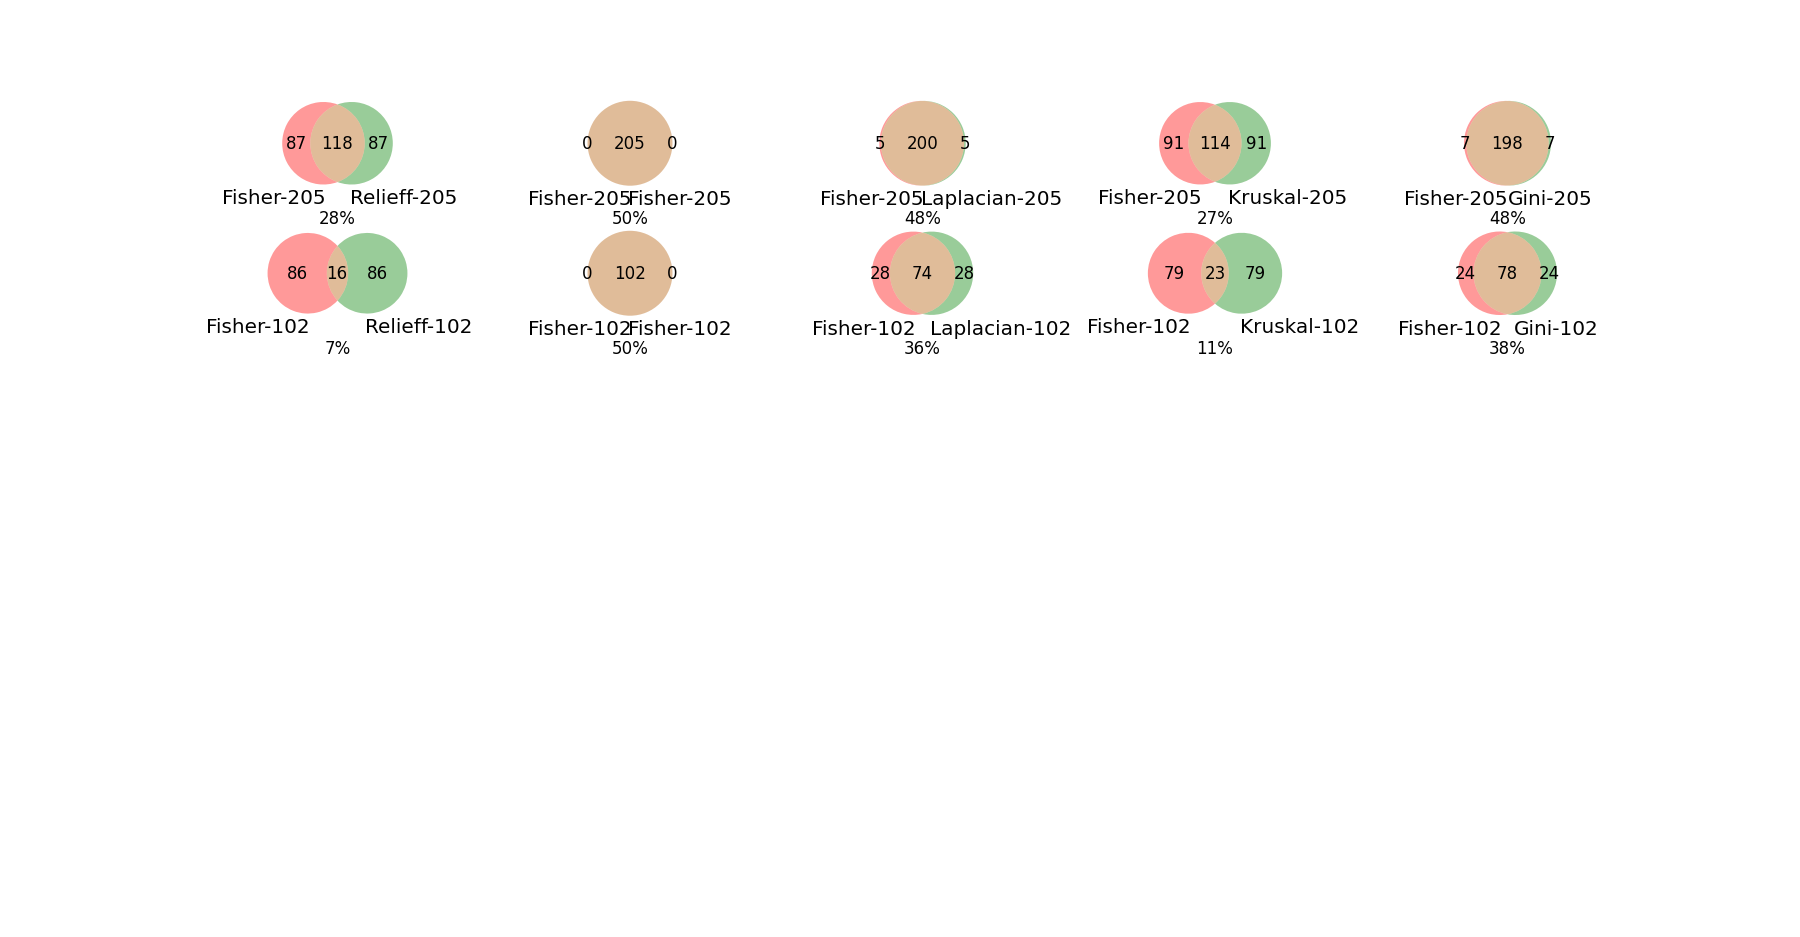 87 118 87 0 205 0 5 200 5 91 114 91 7 198 7
Fisher-205 Relieff-205 Fisher-205 Fisher-205 Fisher-205 Laplacian-205 Fisher-205 Kruskal-205 Fisher-205 Gini-205
28% 50% 48% 27% 48%
86 16 86 0 102 0 28 74 28 79 23 79 24 78 24
Fisher-102 Relieff-102 Fisher-102 Fisher-102 Fisher-102 Laplacian-102 Fisher-102 Kruskal-102 Fisher-102 Gini-102
7% 50% 36% 11% 38%